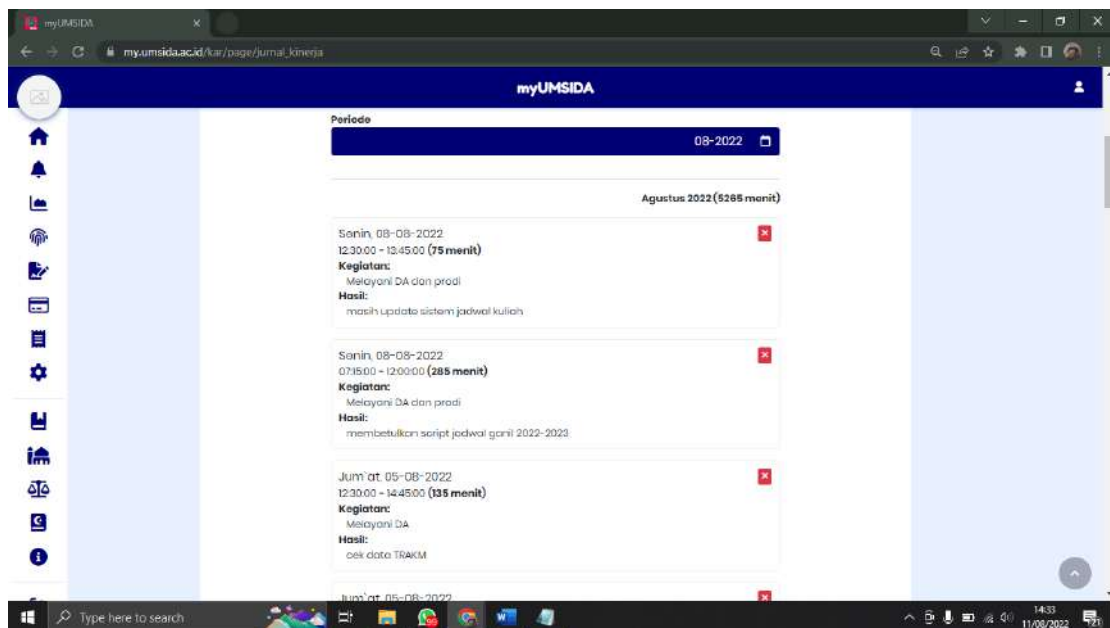 myUMSIDA
my.umsida.ac.id/kar/page/jurnal_kinerja
myUMSIDA
Periode
08-2022
Agustus 2022 (5265 menit)
Senin, 08-08-2022
12:30:00 - 13:45:00 (75 menit)
Kegiatan:
Melayani DA dan prodi
Hasil:
masih update sistem jadwal kuliah
Senin, 08-08-2022
07:15:00 - 12:00:00 (285 menit)
Kegiatan:
Melayani DA dan prodi
Hasil:
membetulkan script jadwal ganil 2022-2023
Jum`at, 05-08-2022
12:30:00 - 14:45:00 (135 menit)
Kegiatan:
Melayani DA
Hasil:
cek data TRAKM
Jum`at, 05-08-2022
Type here to search
14:33
11/08/2022